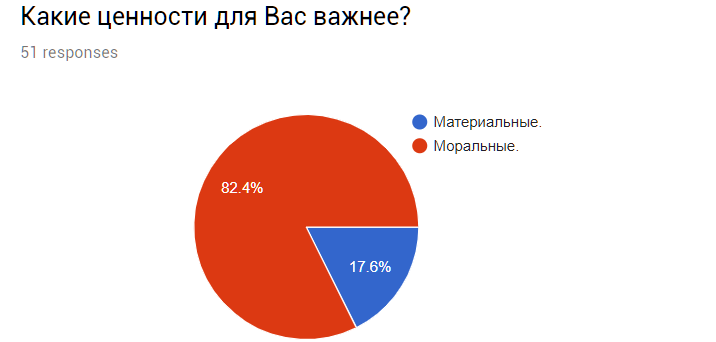 Какие ценности для Вас важнее?
51 responses
Материальные.
Моральные.
82.4%
17.6%